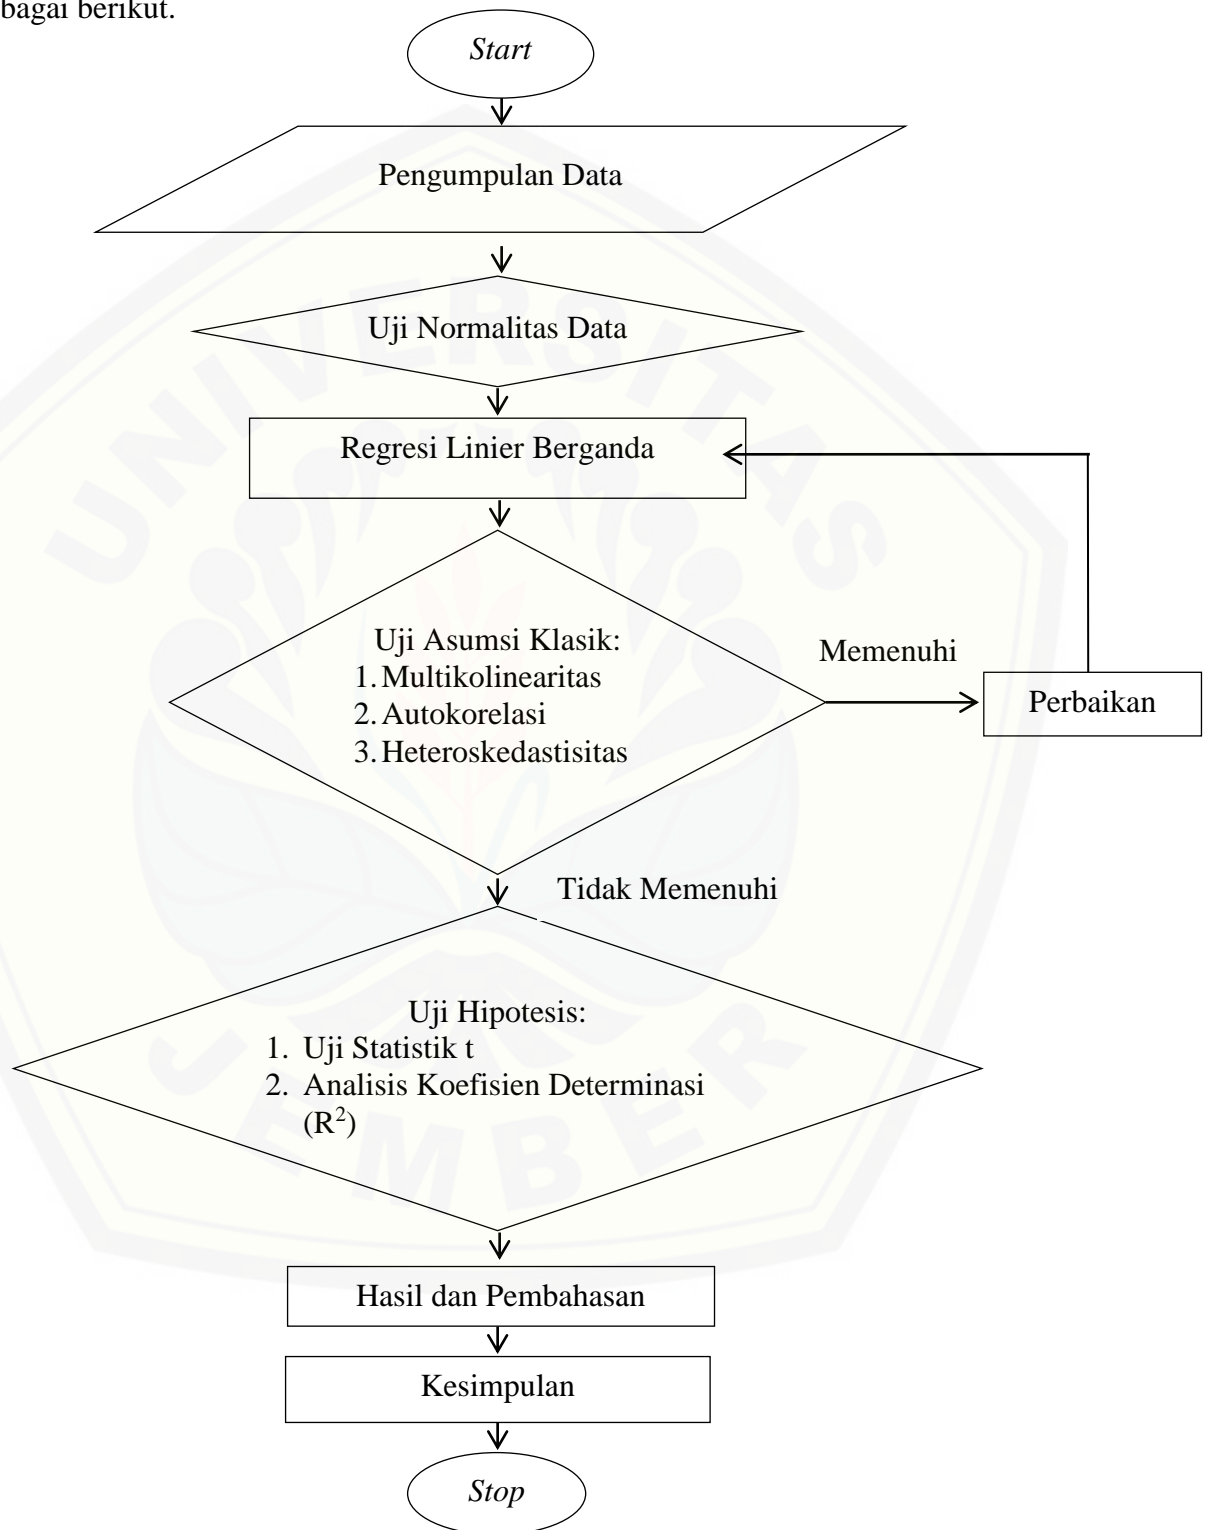 bagai berikut.
Start
Pengumpulan Data
Uji Normalitas Data
Regresi Linier Berganda
Uji Asumsi Klasik:
1. Multikolinearitas
2. Autokorelasi
3. Heteroskedastisitas
Memenuhi
Perbaikan
Tidak Memenuhi
Uji Hipotesis:
1. Uji Statistik t
2. Analisis Koefisien Determinasi
(R²)
Hasil dan Pembahasan
Kesimpulan
Stop
UNIVERSITAS
JEMBER